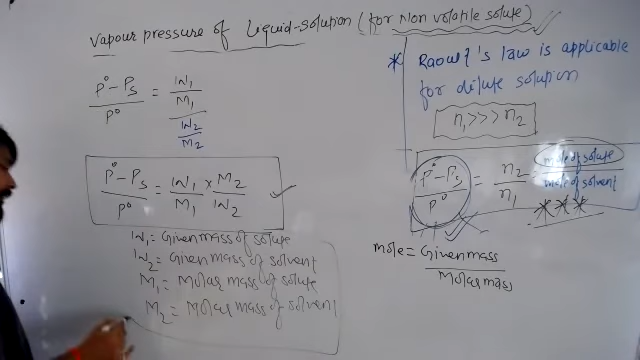 Vapour pressure of Liquid-solution (for Non volatile solute)
P° - Ps / P° = W1 / M1 / W2 / M2
P° - Ps / P° = W1 / M1 × M2 / W2
W1 = Given mass of solute
W2 = Given mass of solvent
M1 = Molar mass of solute
M2 = Molar mass of solvent
* Raoult's law is applicable
for dilute solution
n1 >>> n2
P° - Ps / P° = n2 / n1 = mole of solute / mole of solvent
***
mole = Given mass / Molar mass